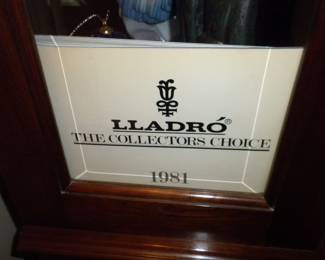 LLADRÓ®
THE COLLECTORS CHOICE
1981